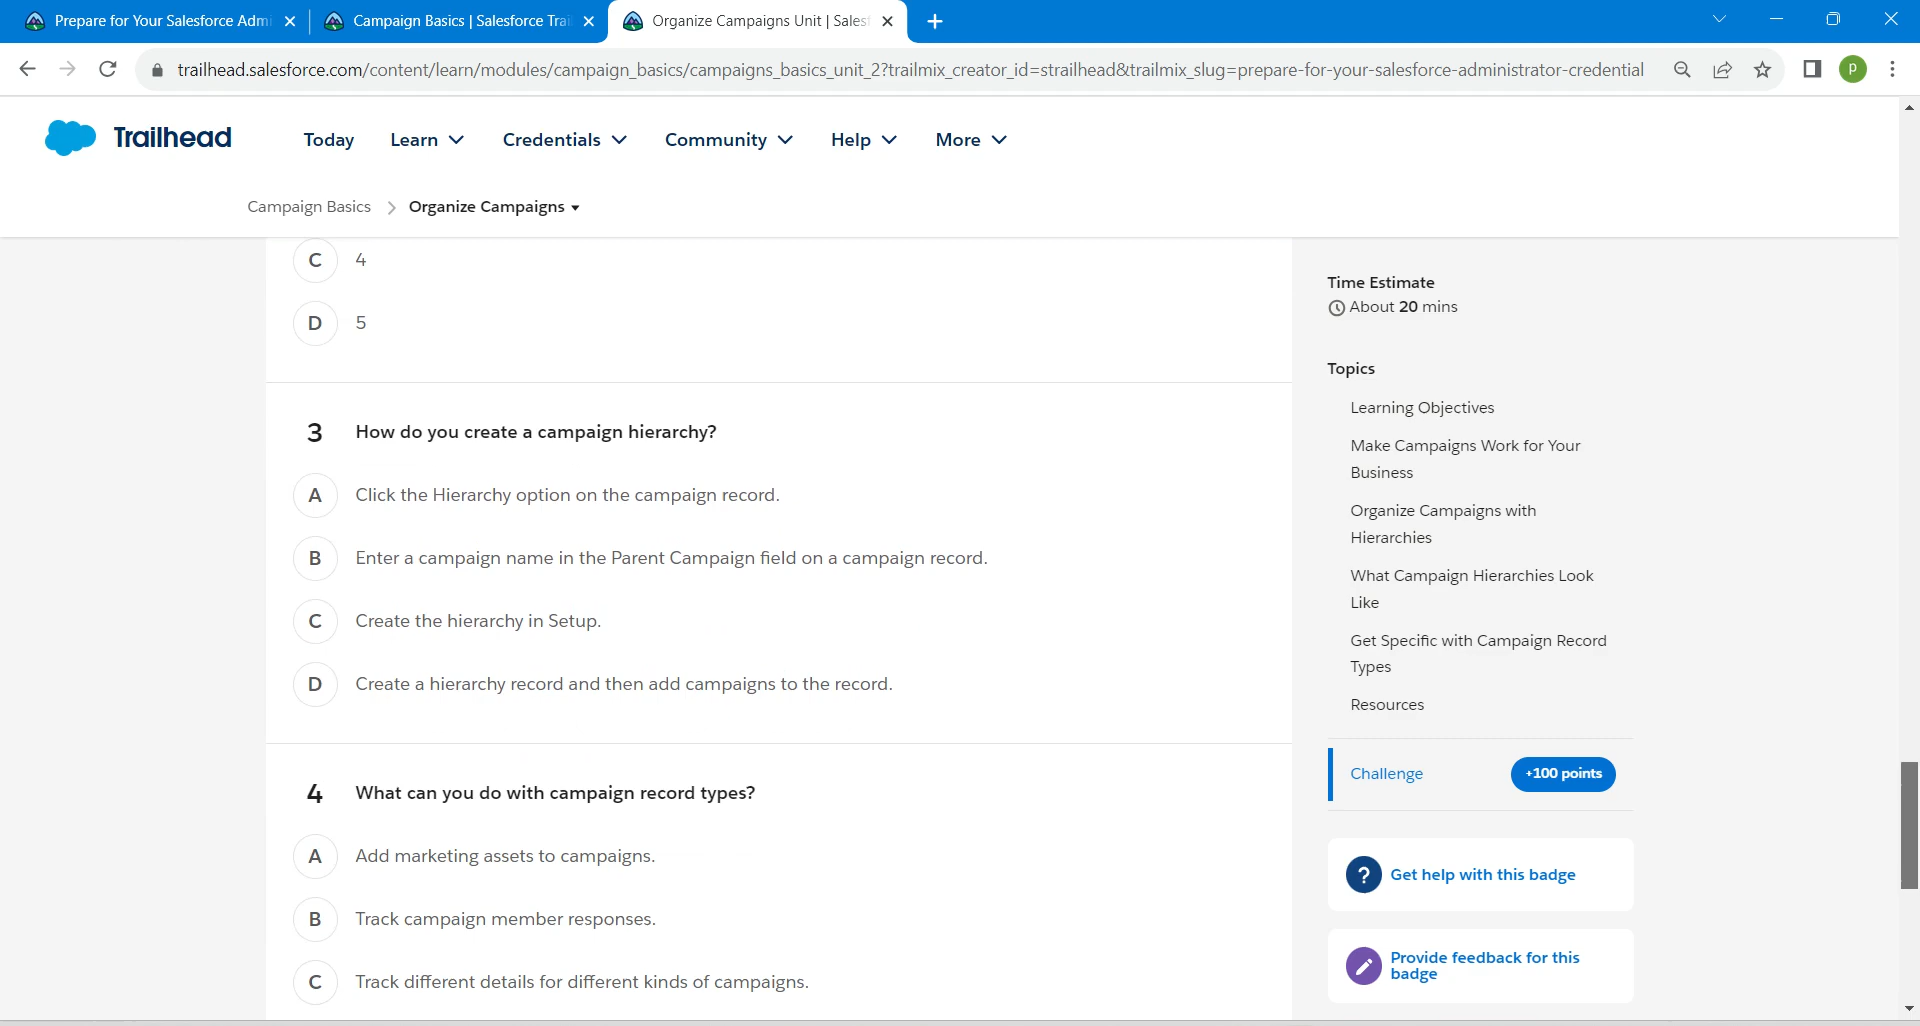 Prepare for Your Salesforce Admi
Campaign Basics | Salesforce Trai
Organize Campaigns Unit | Sales
trailhead.salesforce.com/content/learn/modules/campaign_basics/campaigns_basics_unit_2?trailmix_creator_id=strailhead&trailmix_slug=prepare-for-your-salesforce-administrator-credential
P
Trailhead
Today
Learn
Credentials
Community
Help
More
Campaign Basics
Organize Campaigns
C 4
D 5
3 How do you create a campaign hierarchy?
A Click the Hierarchy option on the campaign record.
B Enter a campaign name in the Parent Campaign field on a campaign record.
C Create the hierarchy in Setup.
D Create a hierarchy record and then add campaigns to the record.
4 What can you do with campaign record types?
A Add marketing assets to campaigns.
B Track campaign member responses.
C Track different details for different kinds of campaigns.
Time Estimate
About 20 mins
Topics
Learning Objectives
Make Campaigns Work for Your
Business
Organize Campaigns with
Hierarchies
What Campaign Hierarchies Look
Like
Get Specific with Campaign Record
Types
Resources
Challenge
+100 points
? Get help with this badge
Provide feedback for this
badge